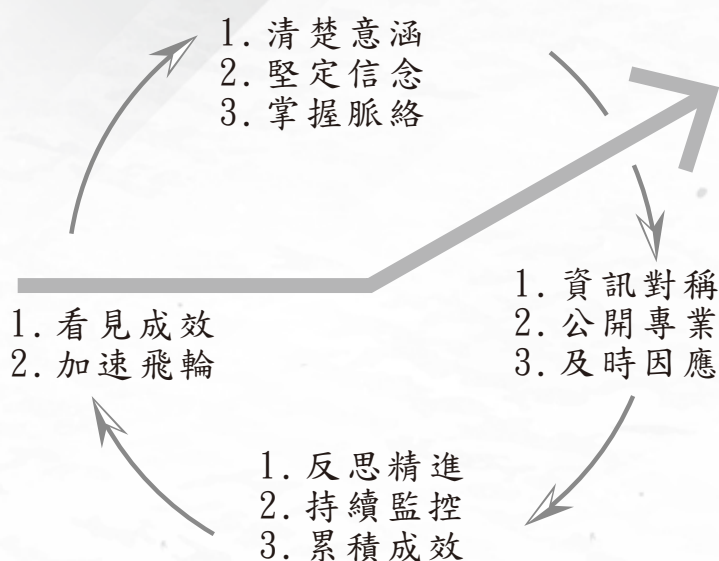 1. 清楚意涵
2. 堅定信念
3. 掌握脈絡
1. 資訊對稱
2. 公開專業
3. 及時因應
1. 反思精進
2. 持續監控
3. 累積成效
1. 看見成效
2. 加速飛輪